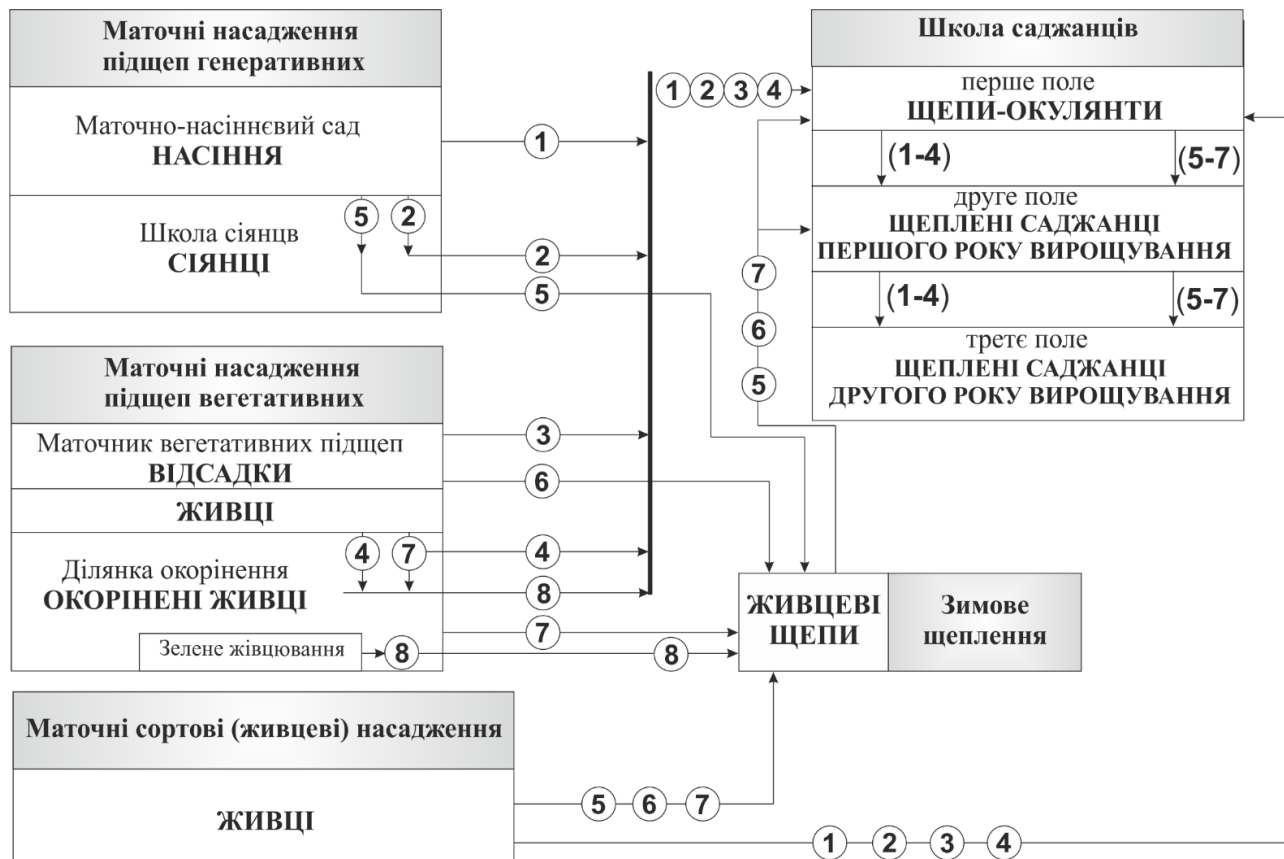 Маточні насадження
підщеп генеративних
Маточно-насіннєвий сад
НАСІННЯ
1
5 2
Школа сіянцв
СІЯНЦІ
2
5
Маточні насадження
підщеп вегетативних
Маточник вегетативних підщеп
ВІДСАДКИ
3
6
ЖИВЦІ
4 7
4
Ділянка окорінення
ОКОРІНЕНІ ЖИВЦІ
8
7
Зелене жівцювання
8
8
Маточні сортові (живцеві) насадження
ЖИВЦІ
5 6 7
1 2 3 4
1 2 3 4
7
6
5
Школа саджанців
перше поле
ЩЕПИ-ОКУЛЯНТИ
(1-4) (5-7)
друге поле
ЩЕПЛЕНІ САДЖАНЦІ
ПЕРШОГО РОКУ ВИРОЩУВАННЯ
(1-4) (5-7)
третє поле
ЩЕПЛЕНІ САДЖАНЦІ
ДРУГОГО РОКУ ВИРОЩУВАННЯ
ЖИВЦЕВІ
ЩЕПИ
Зимове
щеплення